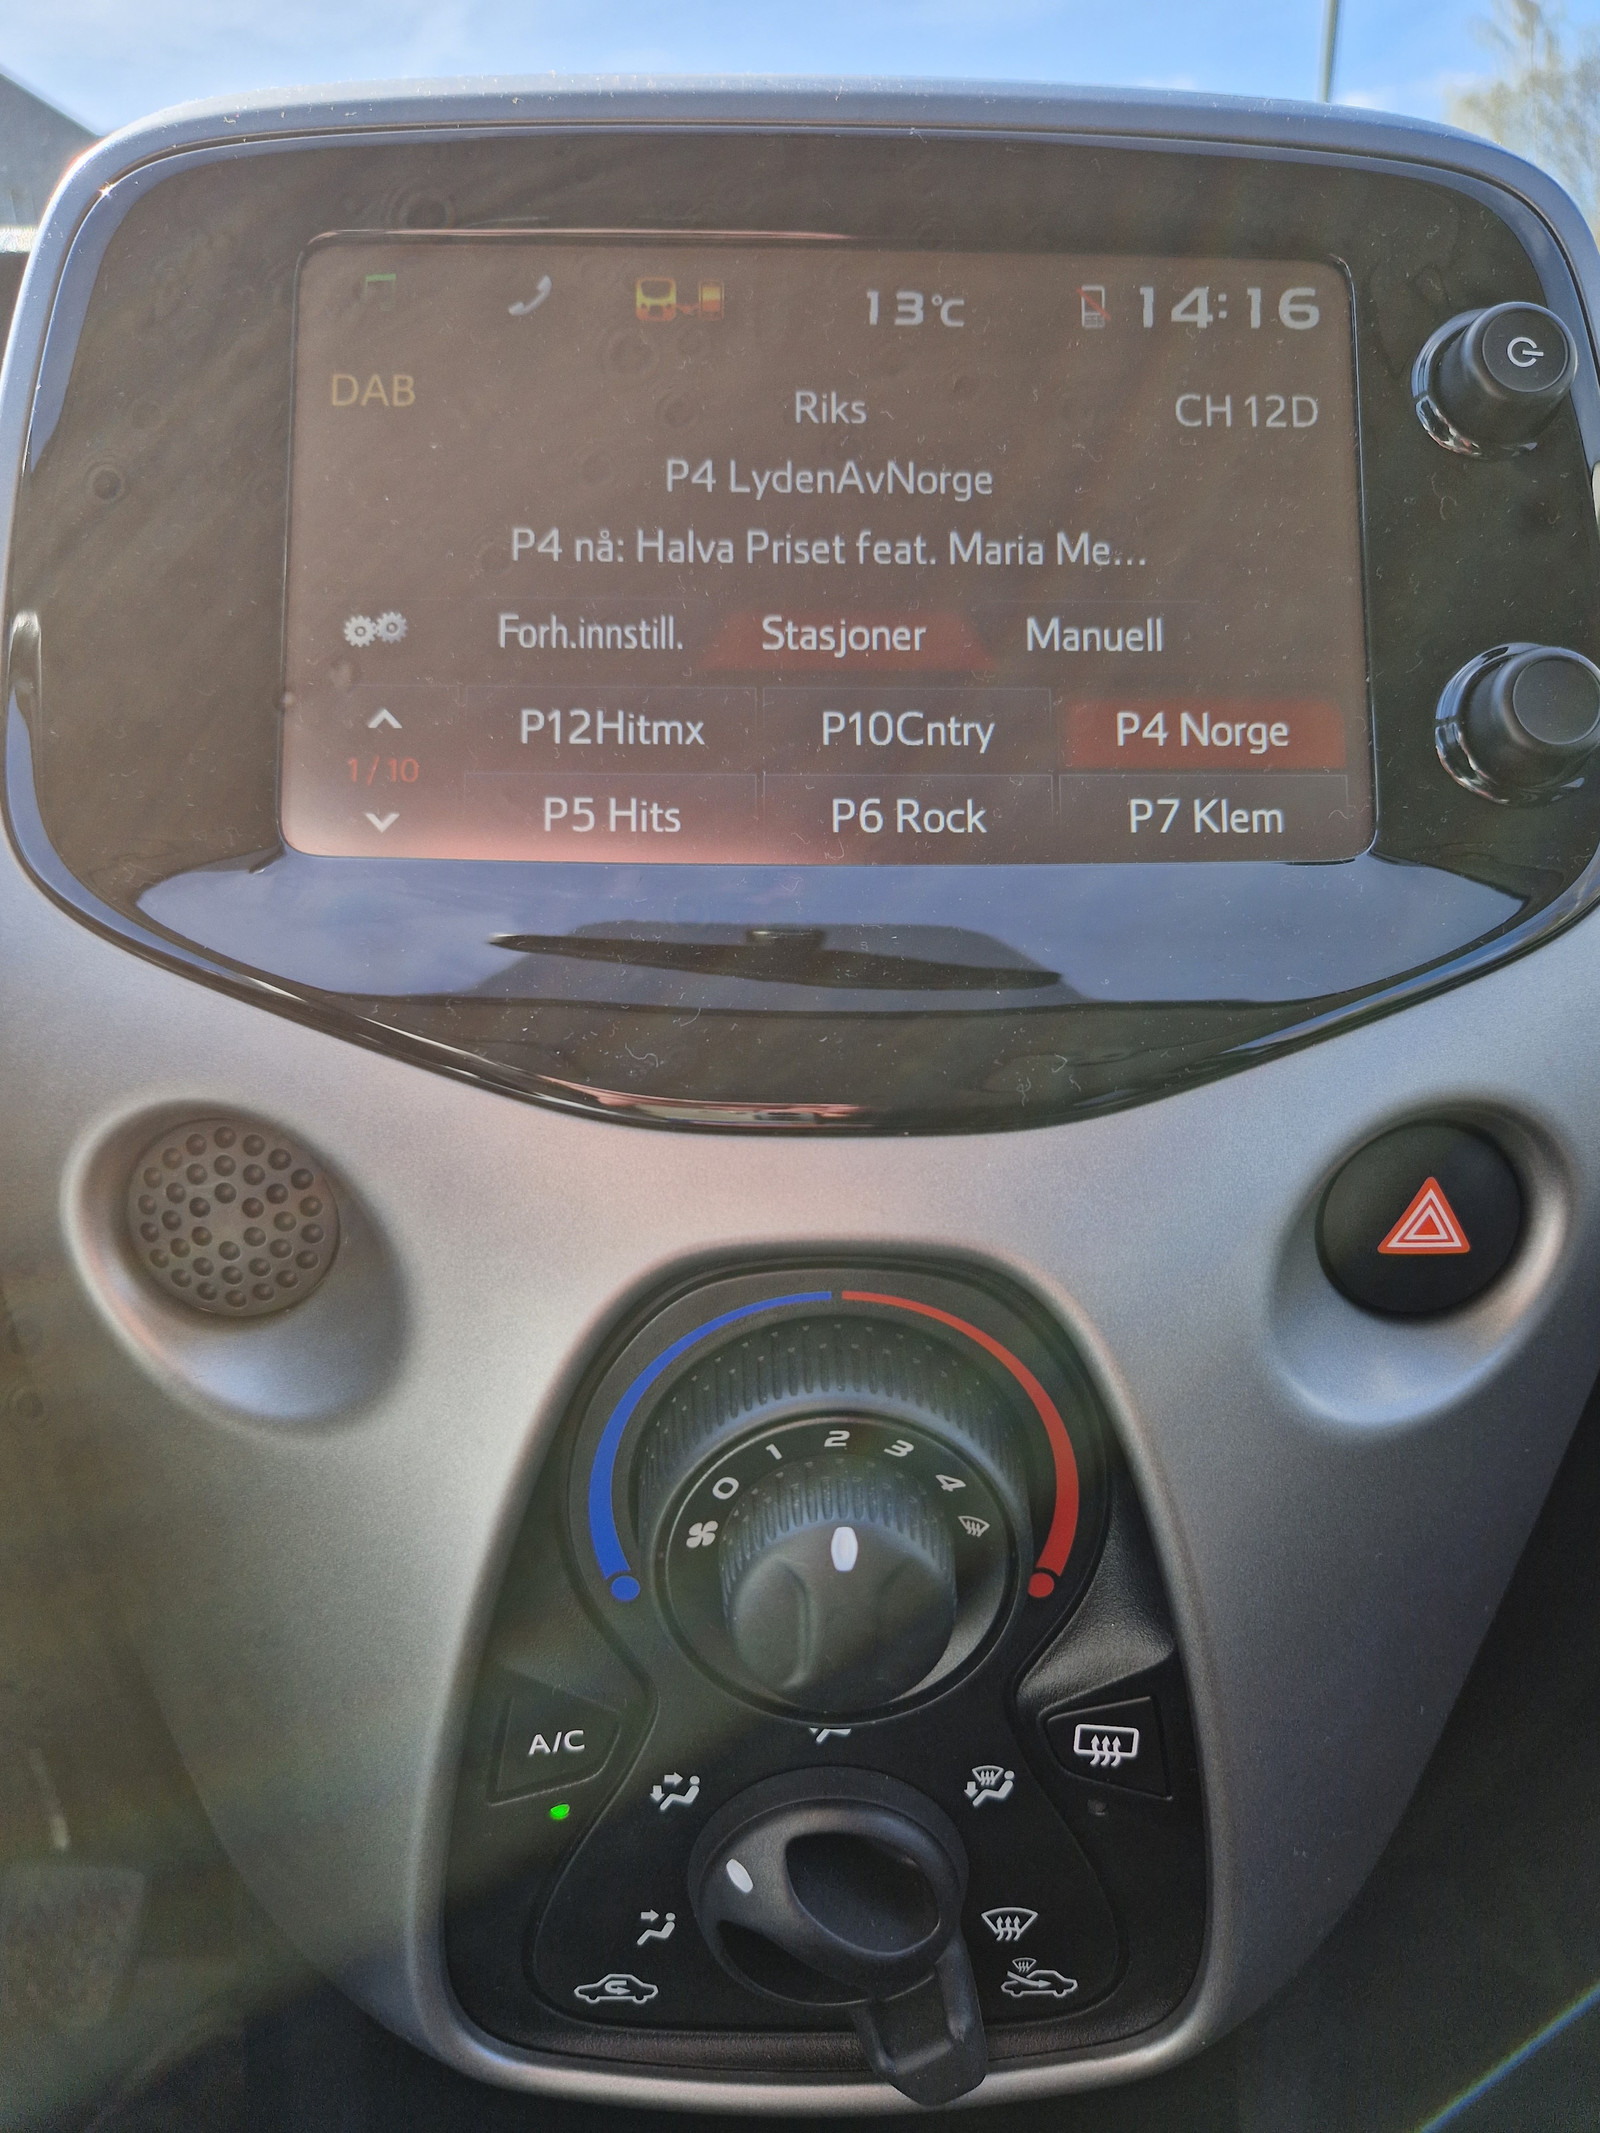 13°C
14:16
DAB
Riks
CH 12D
P4 LydenAvNorge
P4 nå: Halva Priset feat. Maria Me...
Forh.innstill.
Stasjoner
Manuell
P12Hitmx
P10Cntry
P4 Norge
1/10
P5 Hits
P6 Rock
P7 Klem
0 1 2 3 4
A/C